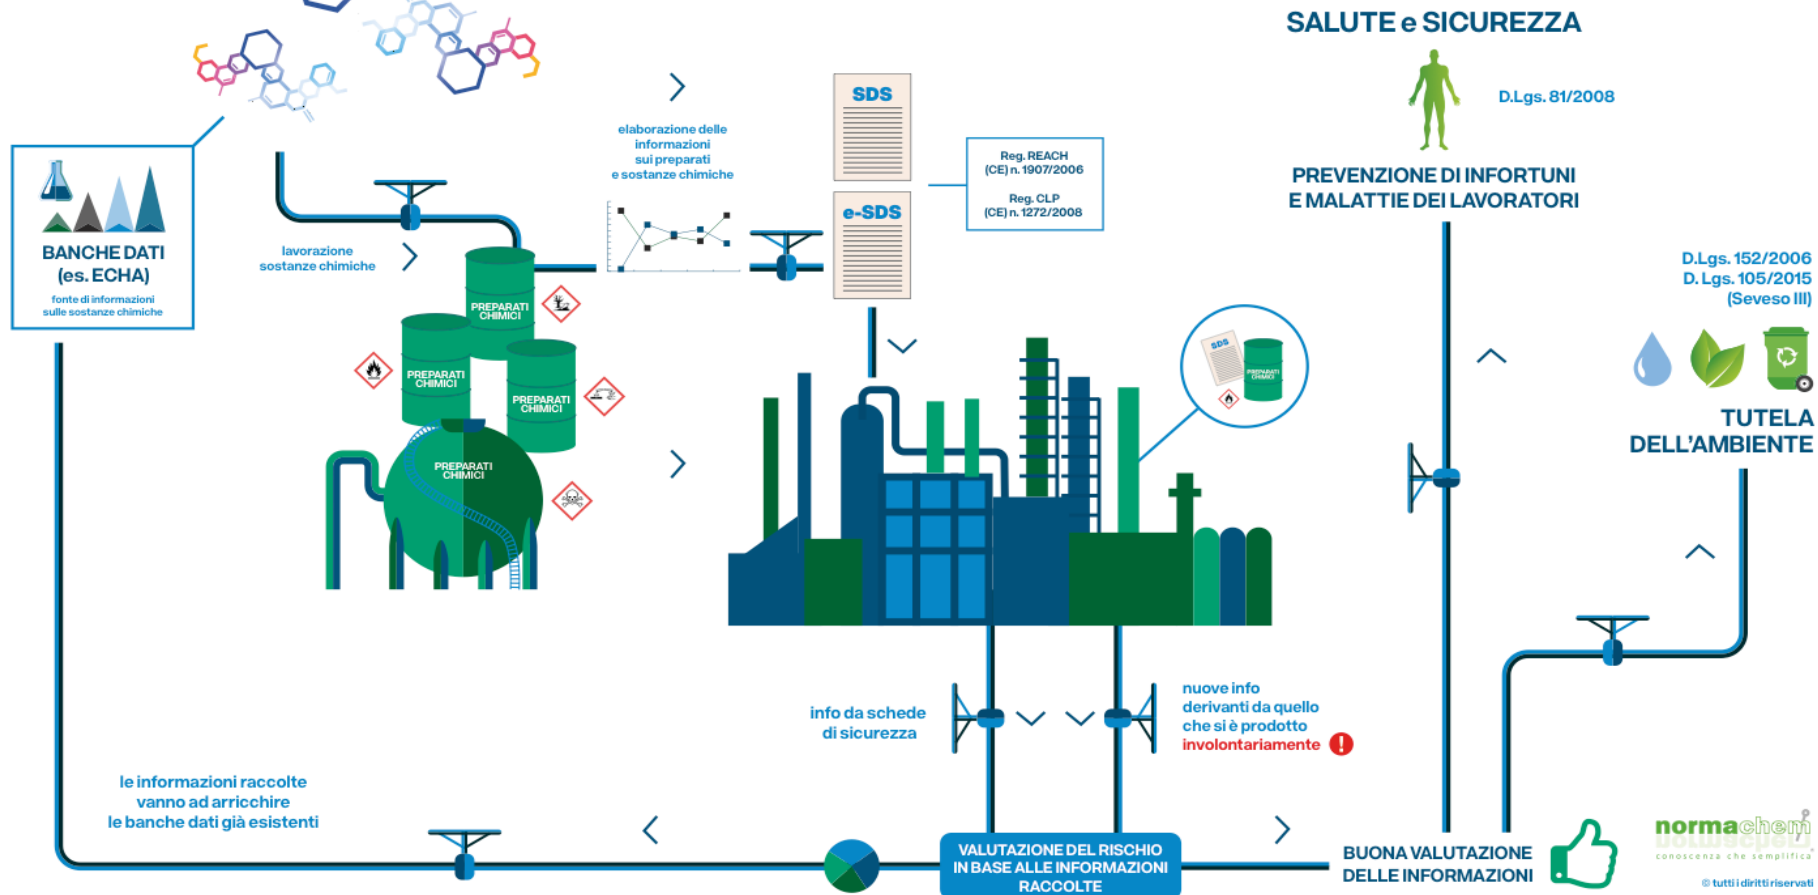 SALUTE e SICUREZZA
D.Lgs. 81/2008
PREVENZIONE DI INFORTUNI
E MALATTIE DEI LAVORATORI
SDS
e-SDS
Reg. REACH
(CE) n. 1907/2006
Reg. CLP
(CE) n. 1272/2008
elaborazione delle
informazioni
sui preparati
e sostanze chimiche
BANCHE DATI
(es. ECHA)
fonte di informazioni
sulle sostanze chimiche
lavorazione
sostanze chimiche
PREPARATI
CHIMICI
PREPARATI
CHIMICI
PREPARATI
CHIMICI
PREPARATI
CHIMICI
SDS
PREPARATI
CHIMICI
D.Lgs. 152/2006
D. Lgs. 105/2015
(Seveso III)
TUTELA
DELL'AMBIENTE
info da schede
di sicurezza
nuove info
derivanti da quello
che si è prodotto
involontariamente !
le informazioni raccolte
vanno ad arricchire
le banche dati già esistenti
VALUTAZIONE DEL RISCHIO
IN BASE ALLE INFORMAZIONI
RACCOLTE
BUONA VALUTAZIONE
DELLE INFORMAZIONI
normachem
conoscenza che semplifica
© tutti i diritti riservati